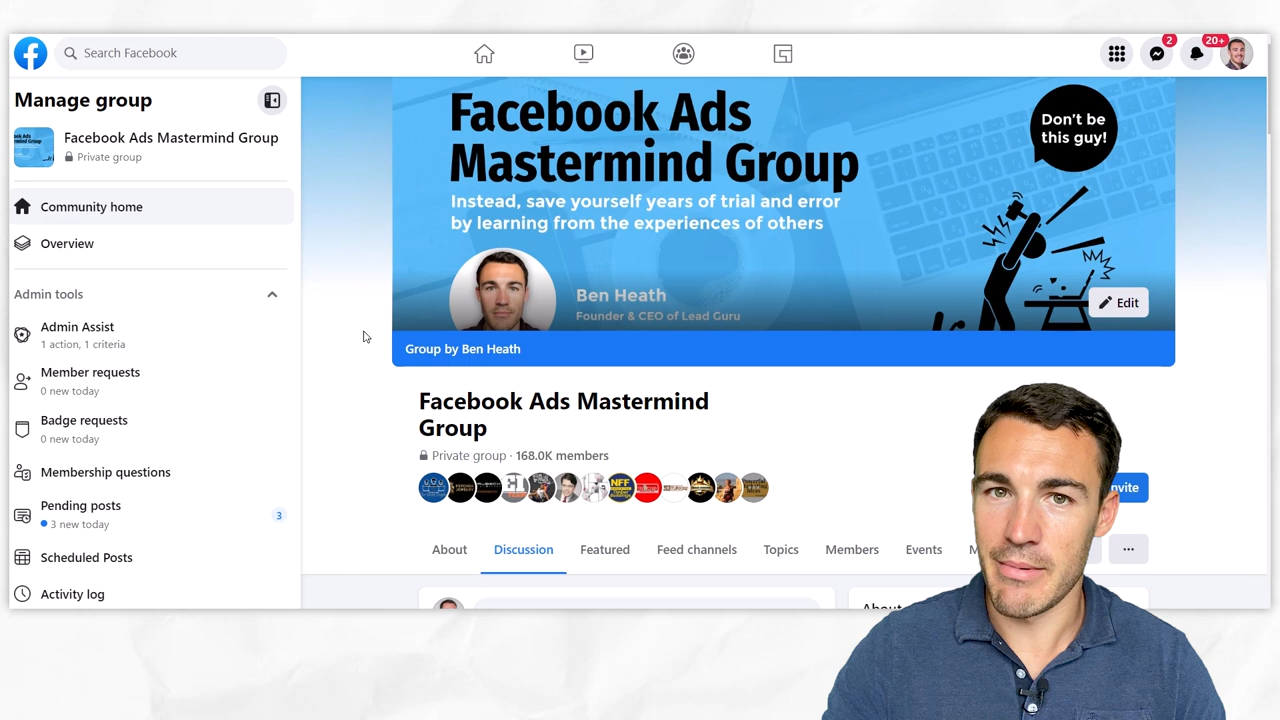 Search Facebook
2
20+
Manage group
Facebook Ads Mastermind Group
Private group
Community home
Overview
Admin tools
Admin Assist
1 action, 1 criteria
Member requests
0 new today
Badge requests
0 new today
Membership questions
Pending posts
3 new today
3
Scheduled Posts
Activity log
Facebook Ads
Mastermind Group
Instead, save yourself years of trial and error
by learning from the experiences of others
Don't be
this guy!
Ben Heath
Founder & CEO of Lead Guru
Edit
Group by Ben Heath
Facebook Ads Mastermind
Group
Private group · 168.0K members
NFF
About
Discussion
Featured
Feed channels
Topics
Members
Events